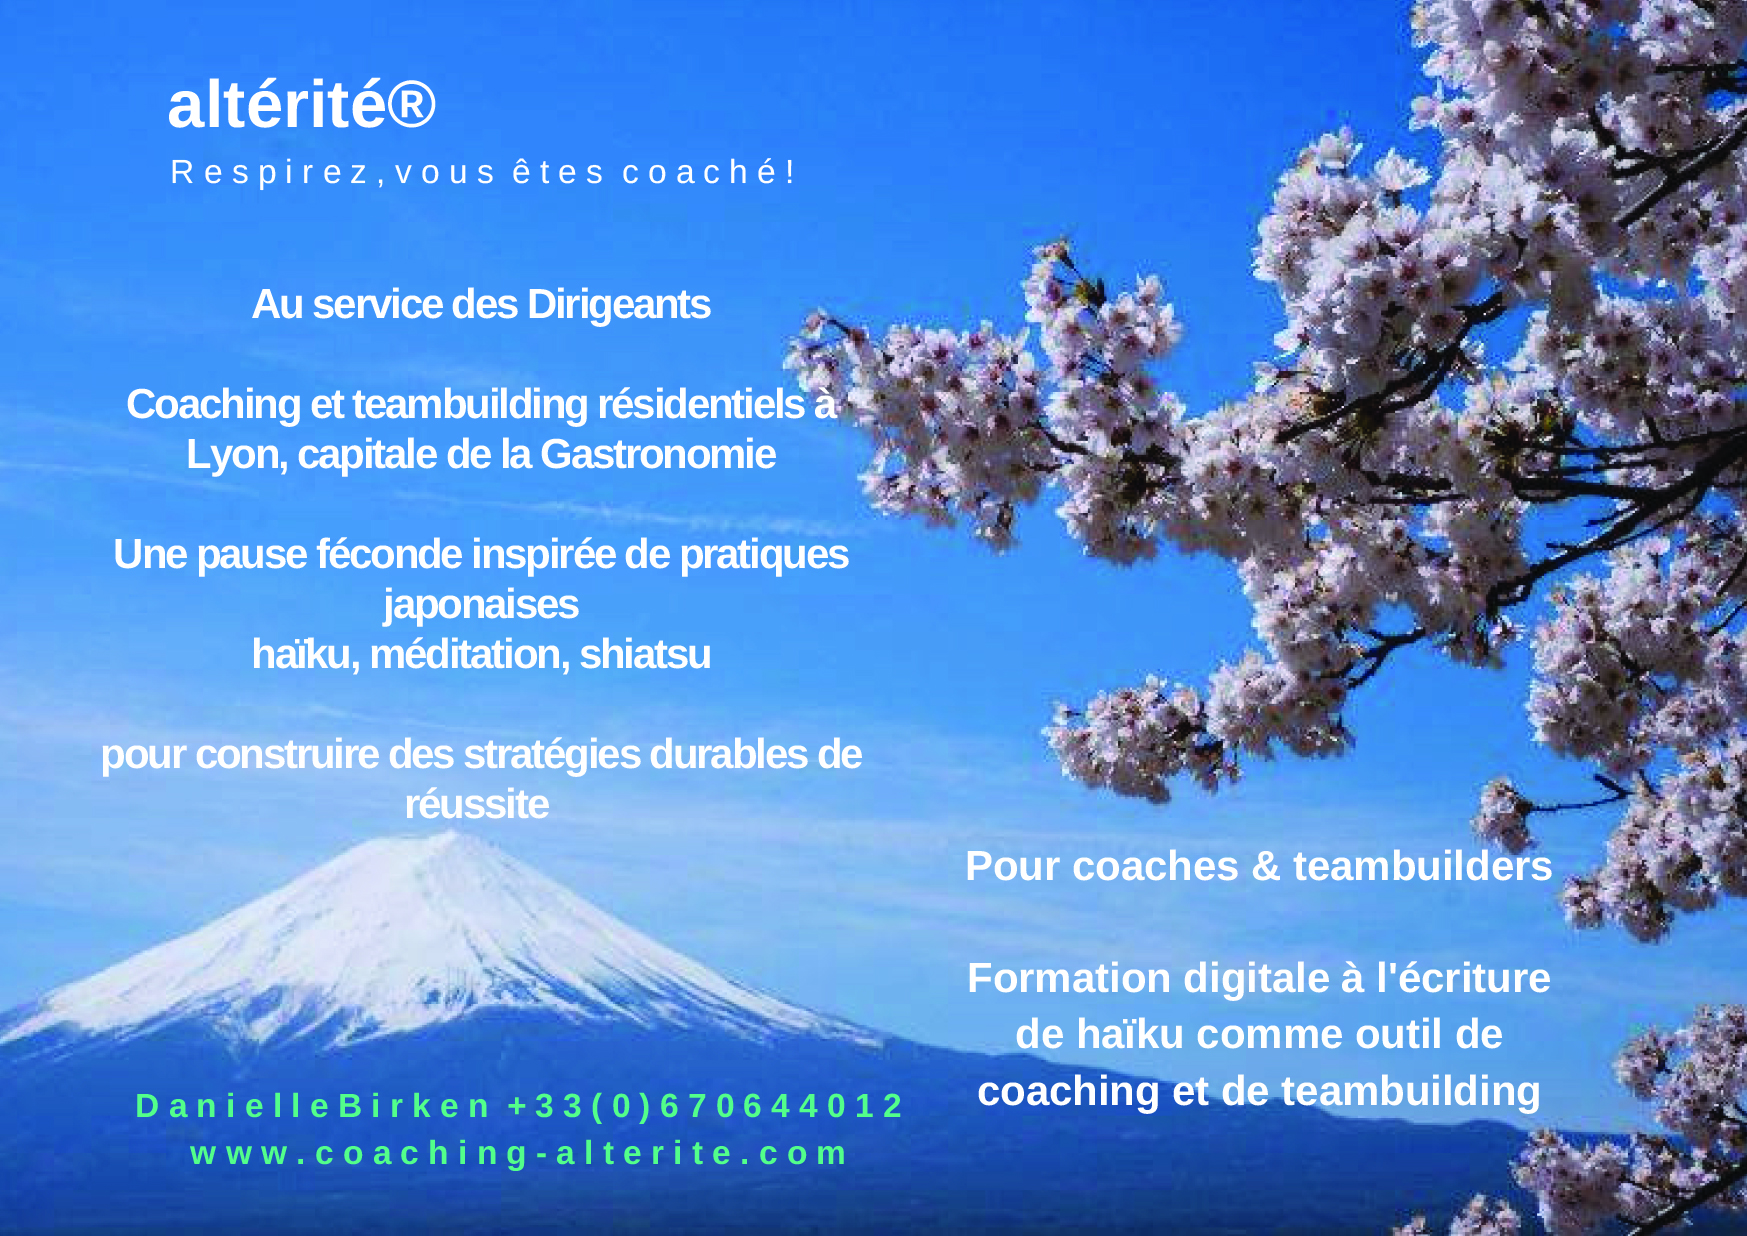 altérité®
Respirez, vous êtes coaché!
Au service des Dirigeants
Coaching et teambuilding résidentiels à
Lyon, capitale de la Gastronomie
Une pause féconde inspirée de pratiques
japonaises
haïku, méditation, shiatsu
pour construire des stratégies durables de
réussite
Pour coaches & teambuilders
Formation digitale à l'écriture
de haïku comme outil de
coaching et de teambuilding
DanielleBirken +33(0)670644012
www.coaching-alterite.com